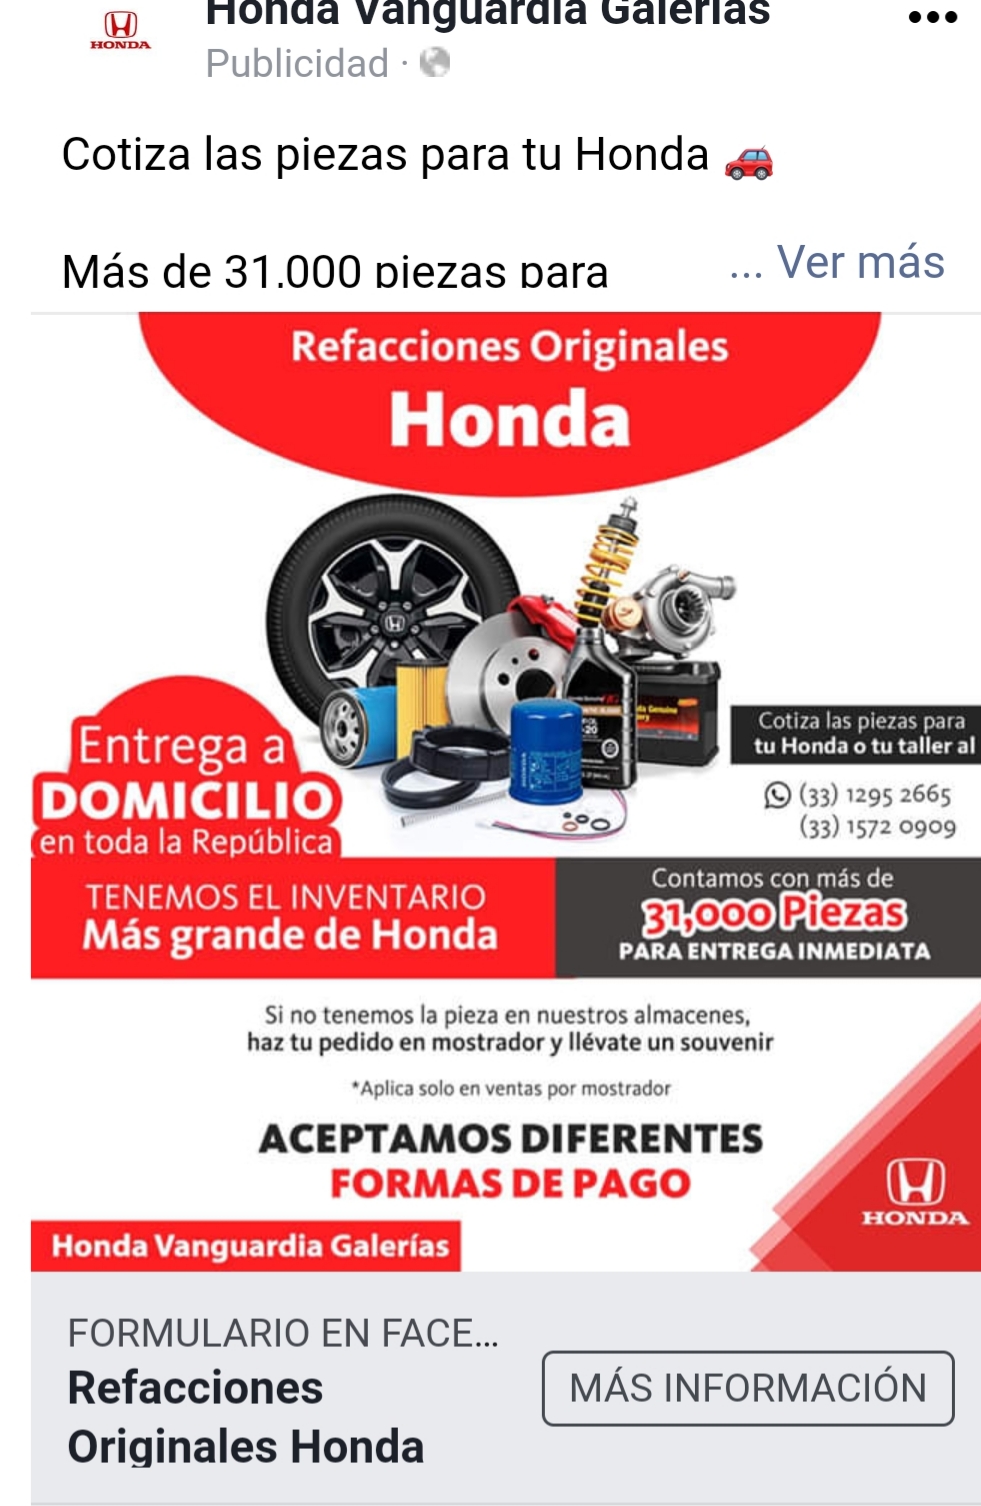 Honda Vanguardia Galerías
HONDA
Publicidad ·
Cotiza las piezas para tu Honda
Más de 31.000 piezas para
... Ver más
Refacciones Originales
Honda
Entrega a
DOMICILIO
en toda la República
Cotiza las piezas para
tu Honda o tu taller al
(33) 1295 2665
(33) 1572 0909
TENEMOS EL INVENTARIO
Más grande de Honda
Contamos con más de
31,000 Piezas
PARA ENTREGA INMEDIATA
Si no tenemos la pieza en nuestros almacenes,
haz tu pedido en mostrador y llévate un souvenir
*Aplica solo en ventas por mostrador
ACEPTAMOS DIFERENTES
FORMAS DE PAGO
HONDA
Honda Vanguardia Galerías
FORMULARIO EN FACE...
Refacciones
Originales Honda
MÁS INFORMACIÓN